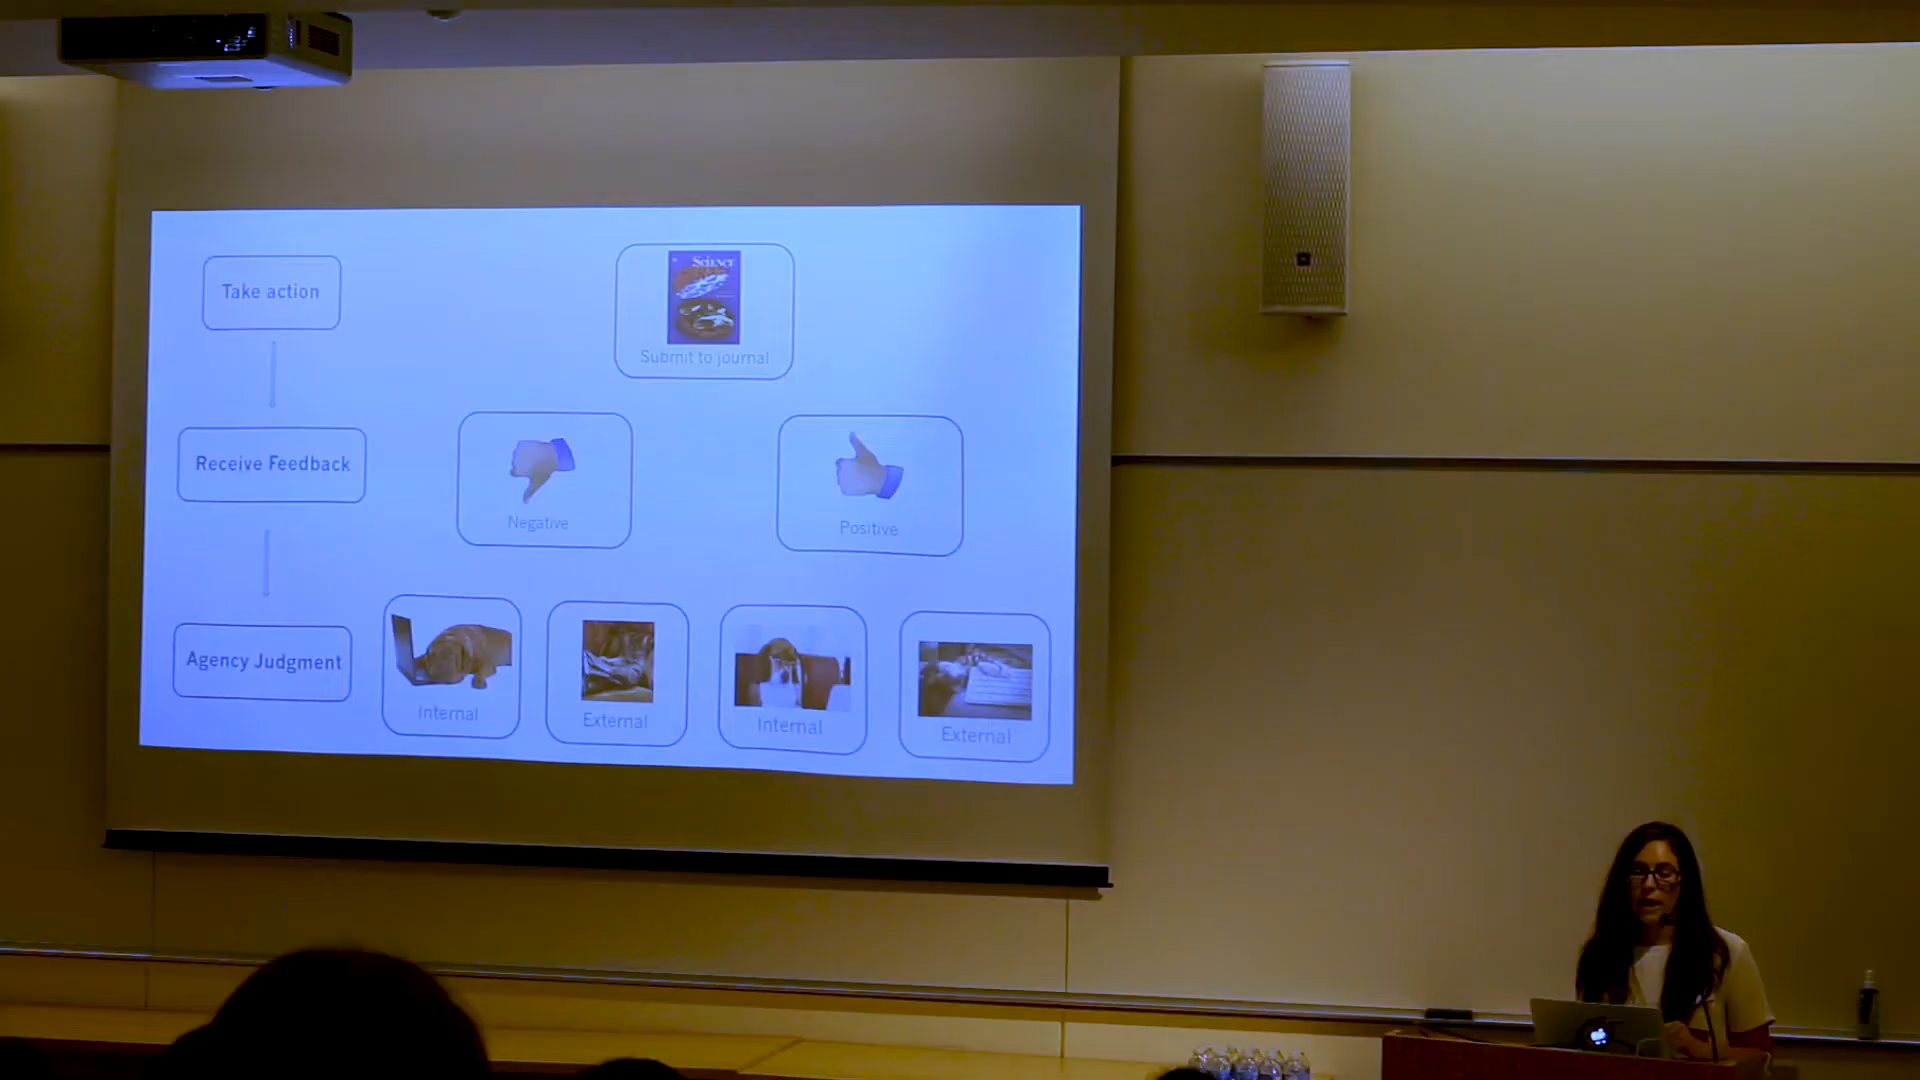 Take action
Science
Submit to journal
Receive Feedback
Negative
Positive
Agency Judgment
Internal
External
Internal
External